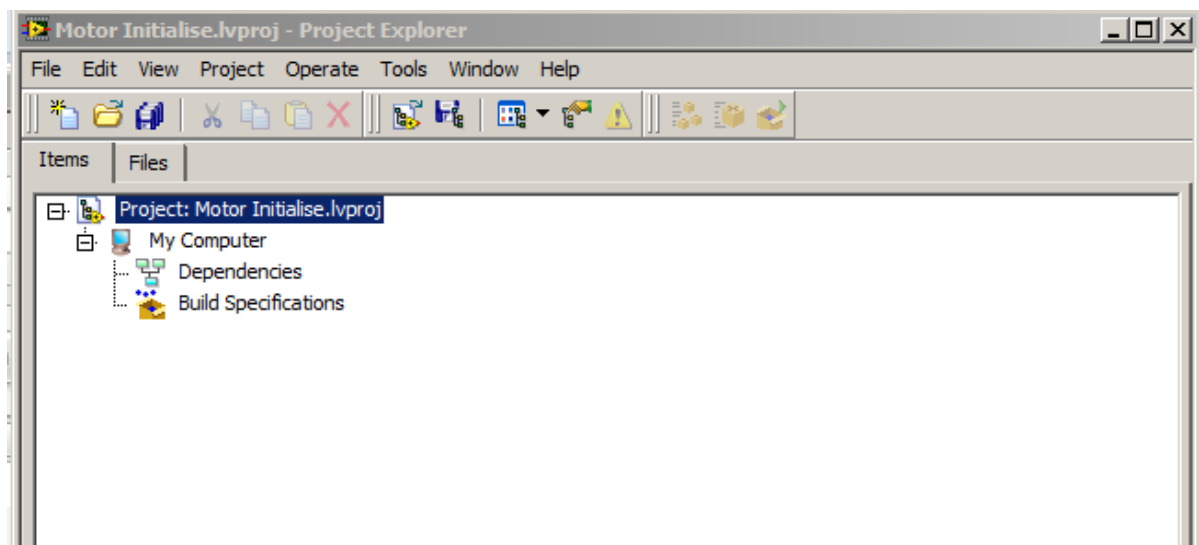 Motor Initialise.lvproj - Project Explorer
File Edit View Project Operate Tools Window Help
Items Files
Project: Motor Initialise.lvproj
My Computer
Dependencies
Build Specifications